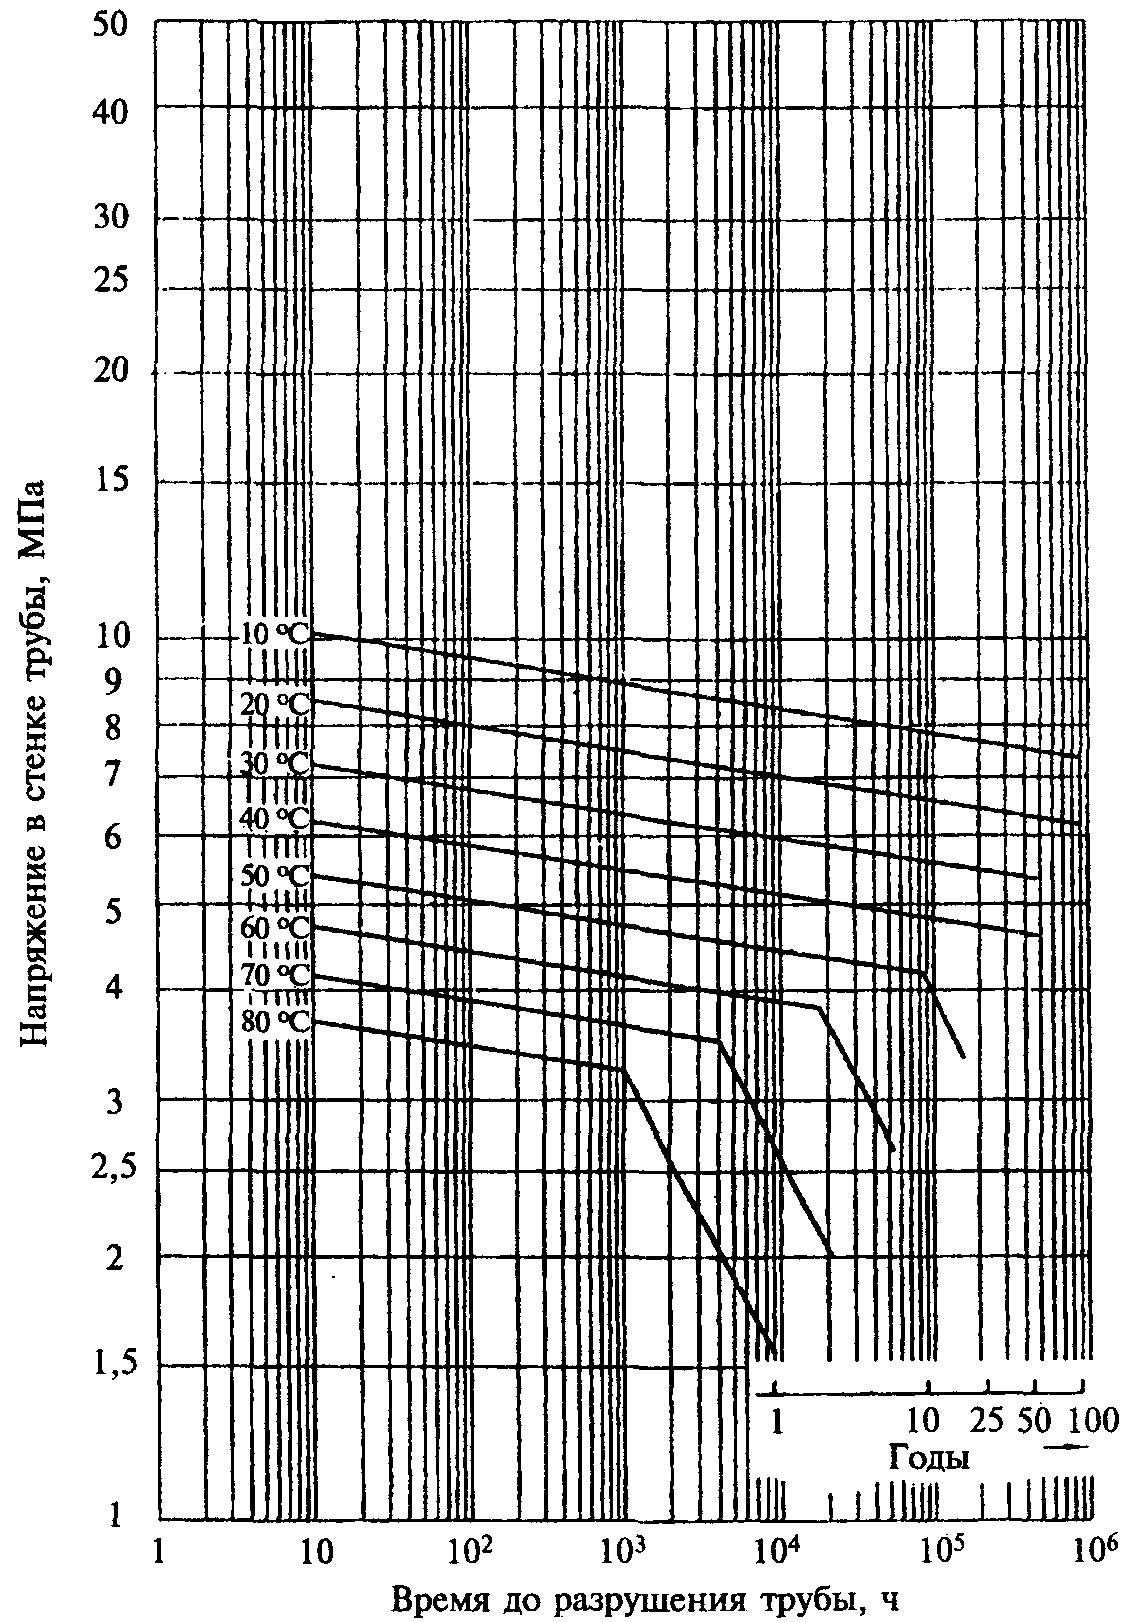 50
40
30
25
20
15
10
9
8
7
6
5
4
3
2,5
2
1,5
1
Напряжение в стенке трубы, МПа
10 °С
20 °С
30 °С
40 °С
50 °С
60 °С
70 °С
80 °С
1 10 25 50 100
Годы
1 10 10² 10³ 10⁴ 10⁵ 10⁶
Время до разрушения трубы, ч